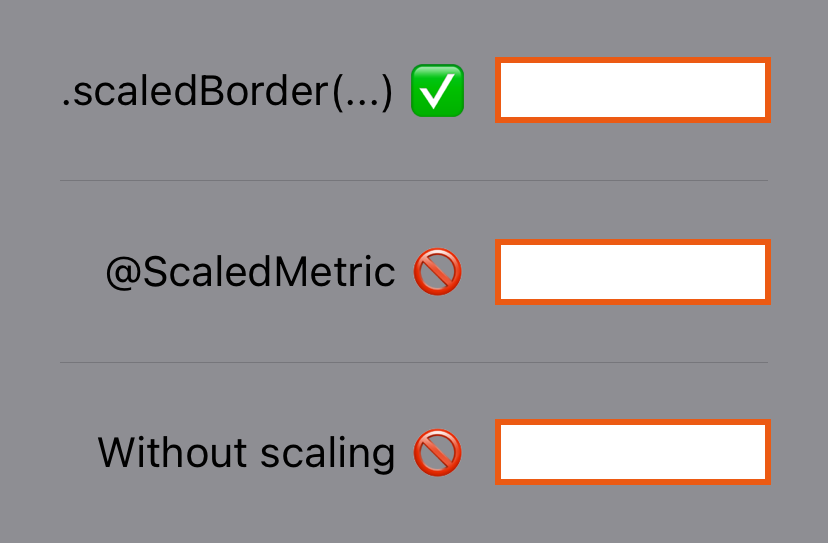 .scaledBorder(...) ✅
@ScaledMetric 🚫
Without scaling 🚫